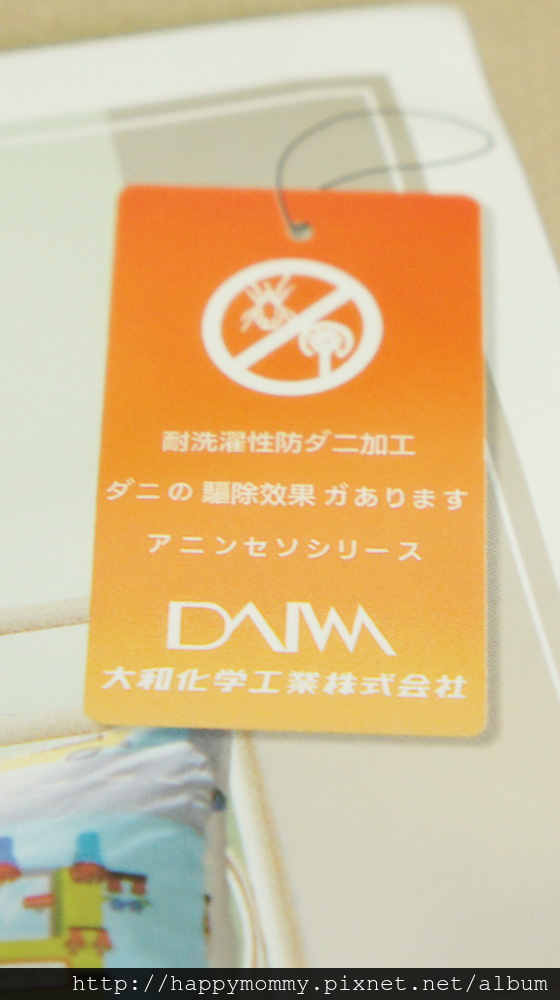 耐洗濯性防ダニ加工
ダニの駆除効果ガあります
アニンセソシリース
DAIWA
大和化学工業株式会社
http://happymommy.pixnet.net/album